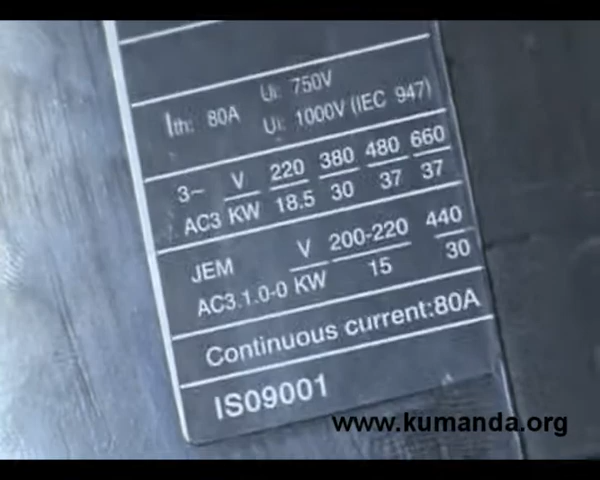 Ith: 80A Ui: 750V
Ui: 1000V (IEC 947)
3~ V 220 380 480 660
AC3 KW 18.5 30 37 37
JEM V 200-220 440
AC3.1.0-0 KW 15 30
Continuous current:80A
ISO9001
www.kumanda.org